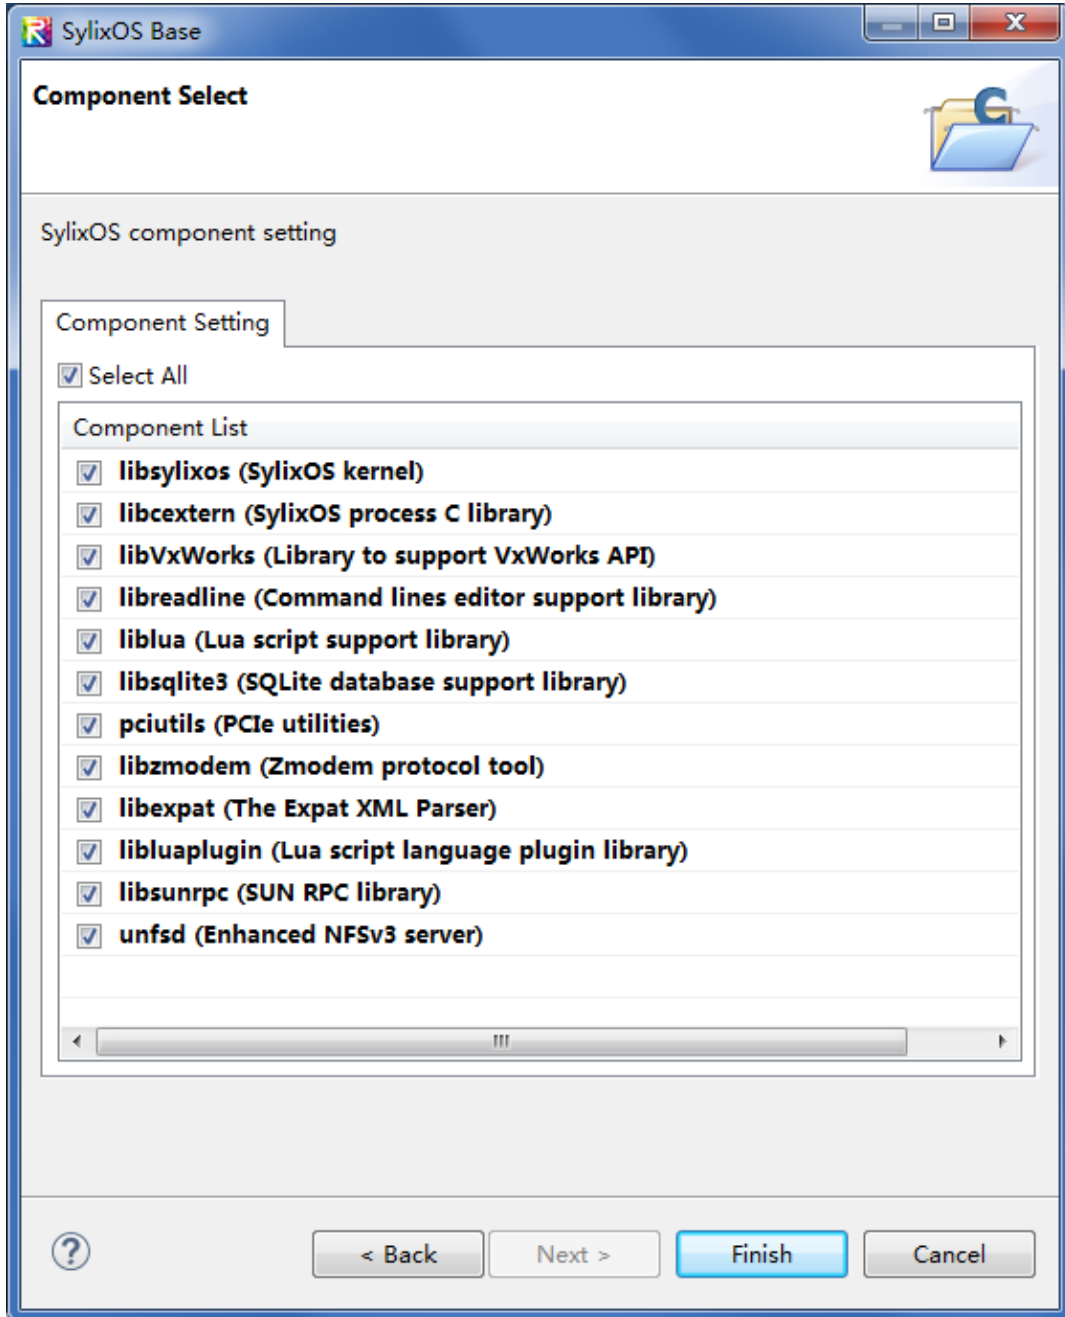 SylixOS Base
Component Select
SylixOS component setting
Component Setting
Select All
Component List
libsylixos (SylixOS kernel)
libcextern (SylixOS process C library)
libVxWorks (Library to support VxWorks API)
libreadline (Command lines editor support library)
liblua (Lua script support library)
libsqlite3 (SQLite database support library)
pciutils (PCIe utilities)
libzmodem (Zmodem protocol tool)
libexpat (The Expat XML Parser)
libluaplugin (Lua script language plugin library)
libsunrpc (SUN RPC library)
unfsd (Enhanced NFSv3 server)
< Back Next > Finish Cancel